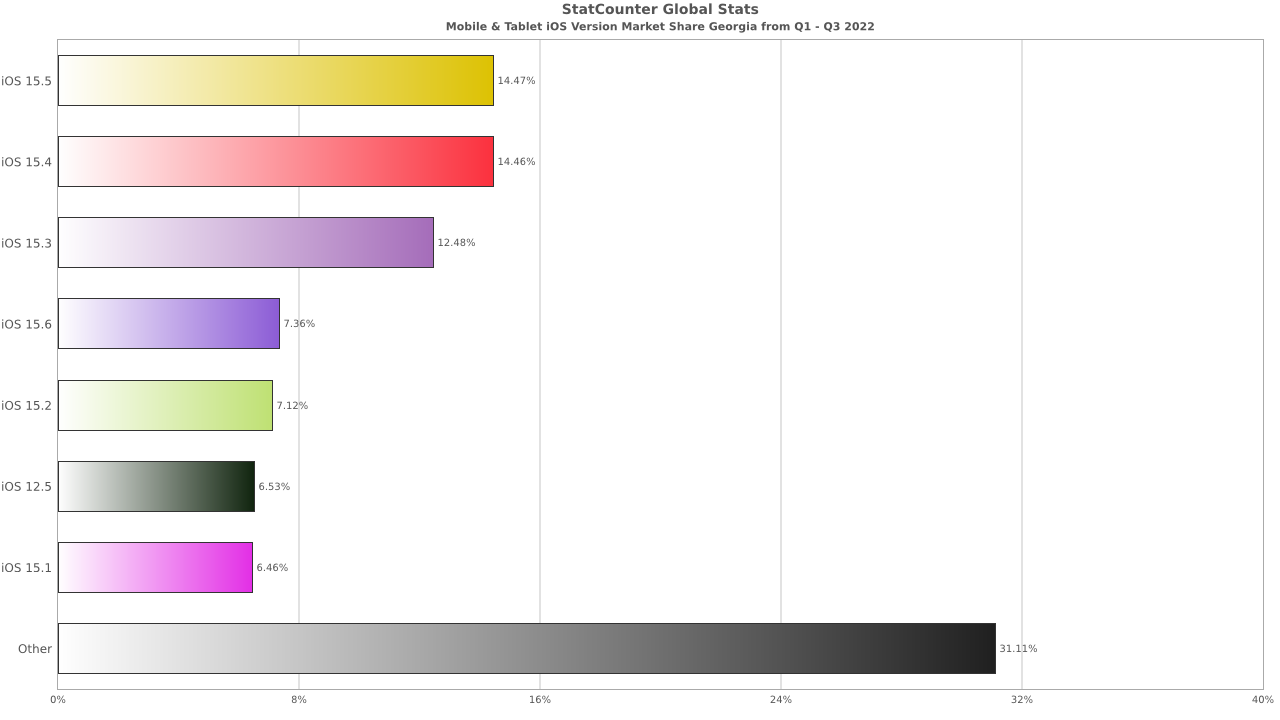 StatCounter Global Stats
Mobile & Tablet iOS Version Market Share Georgia from Q1 - Q3 2022
iOS 15.5 14.47%
iOS 15.4 14.46%
iOS 15.3 12.48%
iOS 15.6 7.36%
iOS 15.2 7.12%
iOS 12.5 6.53%
iOS 15.1 6.46%
Other 31.11%
0% 8% 16% 24% 32% 40%